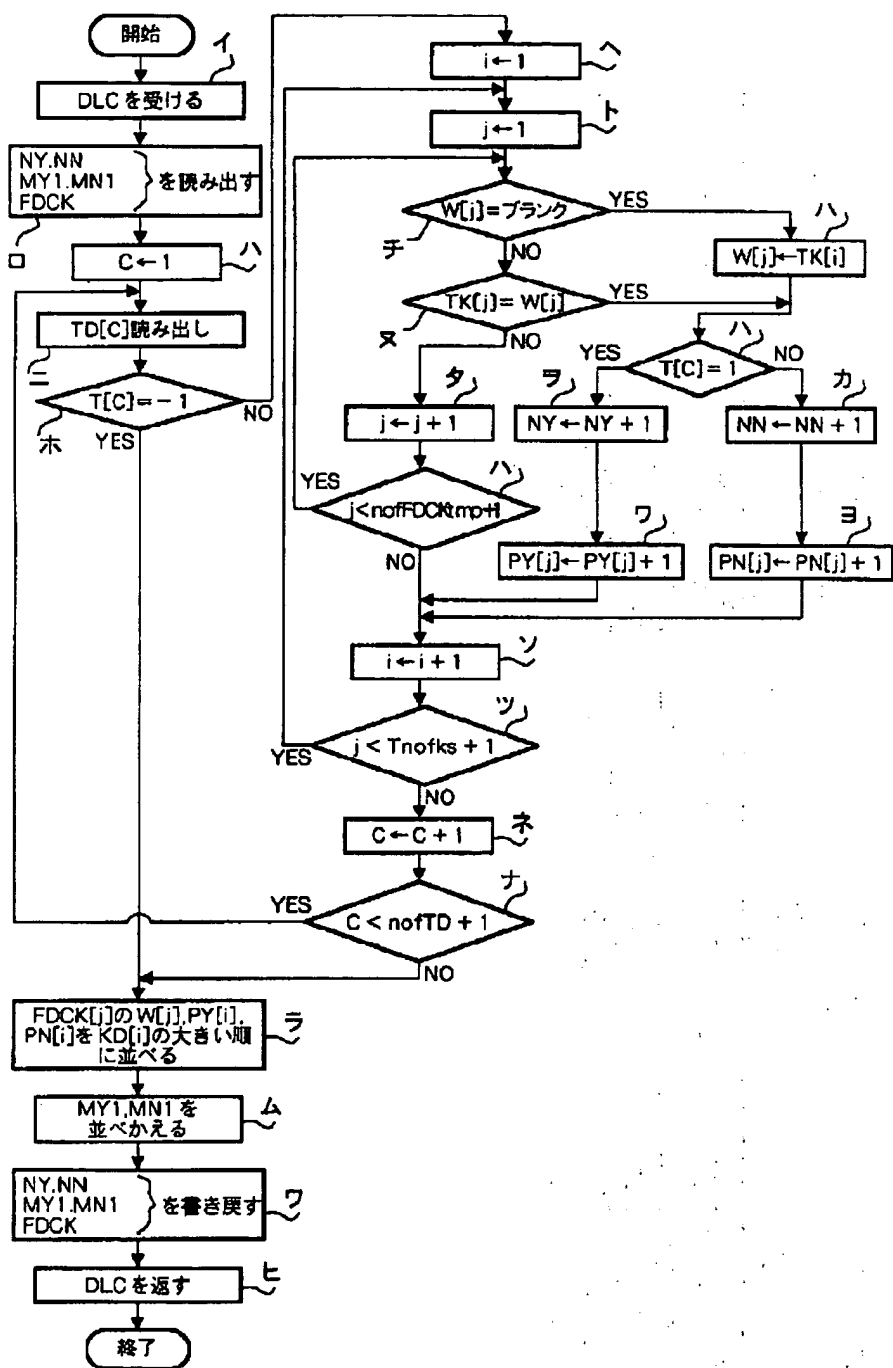 開始
イ
DLCを受ける
NY.NN
MY1.MN1
FDCK
を読み出す
ロ
C←1
ハ
TD[C]読み出し
ニ
T[C]=-1
NO
YES
ホ
i←1
ヘ
j←1
ト
W[j]=ブランク
YES
チ
NO
W[j]←TK[i]
ハ
TK[j]=W[j]
YES
ヌ
NO
T[C]=1
ハ
YES
NO
タ
j←j+1
ヲ
NY←NY+1
カ
NN←NN+1
YES
j<nofFDCKtmp+1
ハ
NO
ワ
PY[j]←PY[j]+1
ヨ
PN[j]←PN[j]+1
i←i+1
ソ
j<Tnofks+1
ツ
YES
NO
C←C+1
ネ
C<nofTD+1
ナ
YES
NO
FDCK[j]のW[j],PY[i],
PN[i]をKD[i]の大きい順
に並べる
ラ
MY1,MN1を
並べかえる
ム
NY.NN
MY1.MN1
FDCK
を書き戻す
ワ
DLCを返す
ヒ
終了